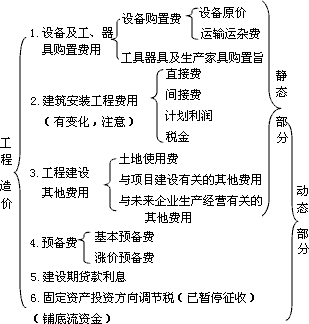 工程造价
1. 设备及工、器具购置费用
设备购置费
设备原价
运输运杂费
工具器具及生产家具购置旨
2. 建筑安装工程费用
（有变化，注意）
直接费
间接费
计划利润
税金
3. 工程建设其他费用
土地使用费
与项目建设有关的其他费用
与未来企业生产经营有关的
其他费用
4. 预备费
基本预备费
涨价预备费
5. 建设期贷款利息
6. 固定资产投资方向调节税（已暂停征收）
（铺底流资金）
静态部分
动态部分